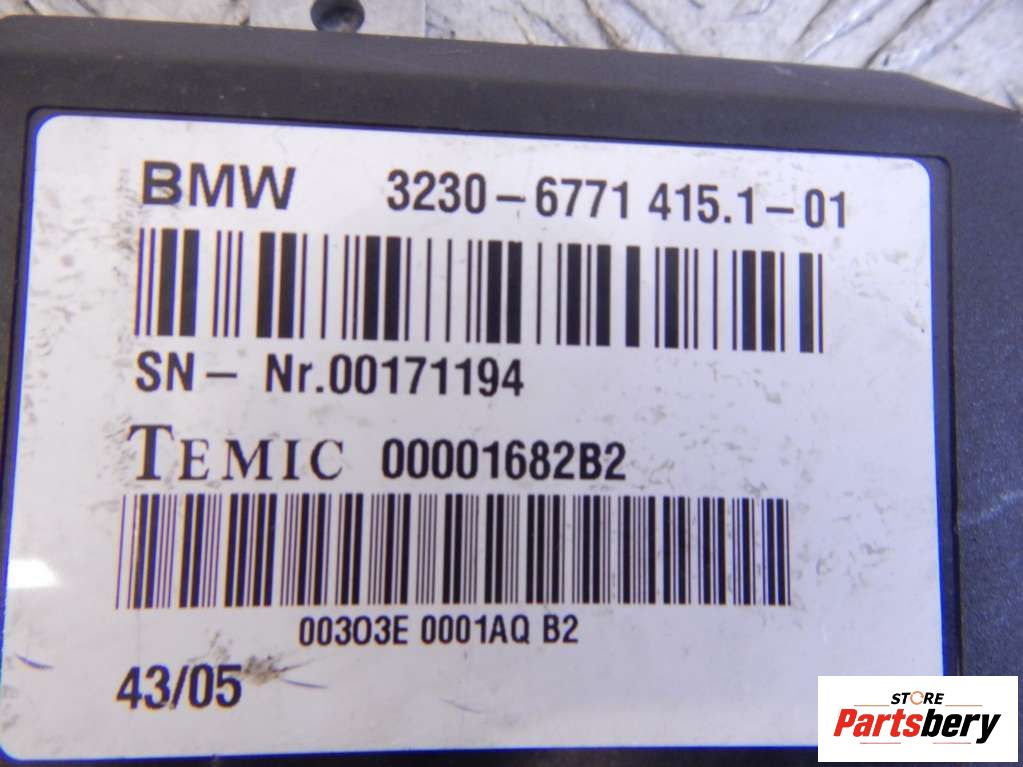 BMW 3230-6771 415.1-01
SN- Nr.00171194
TEMIC 00001682B2
00303E 0001AQ B2
43/05
STORE
Partsbery